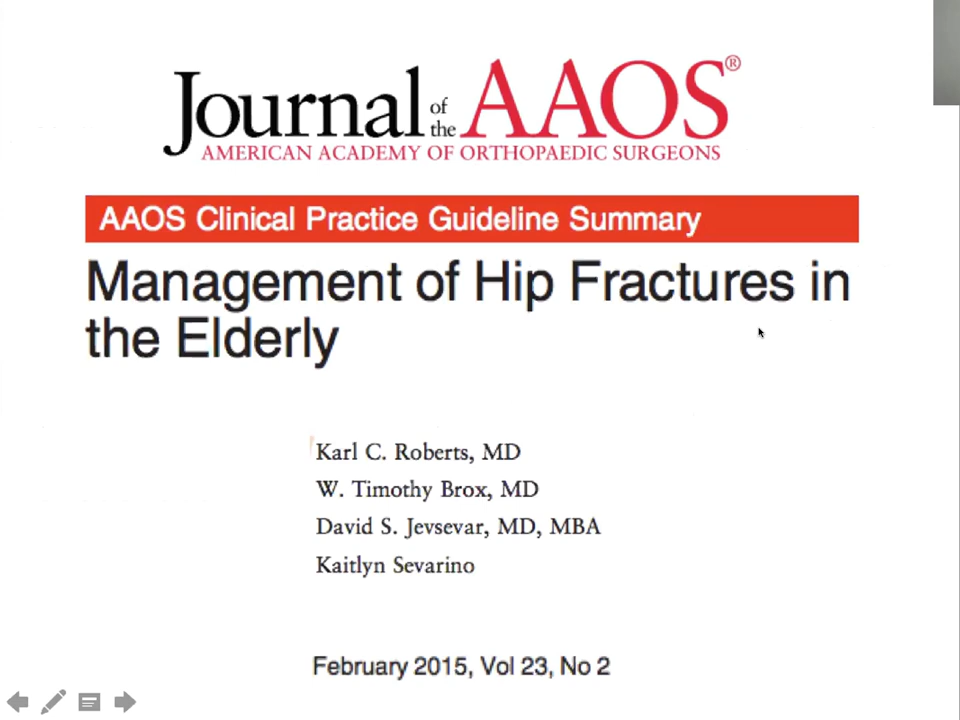 Journal of the AAOS®
AMERICAN ACADEMY OF ORTHOPAEDIC SURGEONS
AAOS Clinical Practice Guideline Summary
Management of Hip Fractures in
the Elderly
Karl C. Roberts, MD
W. Timothy Brox, MD
David S. Jevsevar, MD, MBA
Kaitlyn Sevarino
February 2015, Vol 23, No 2